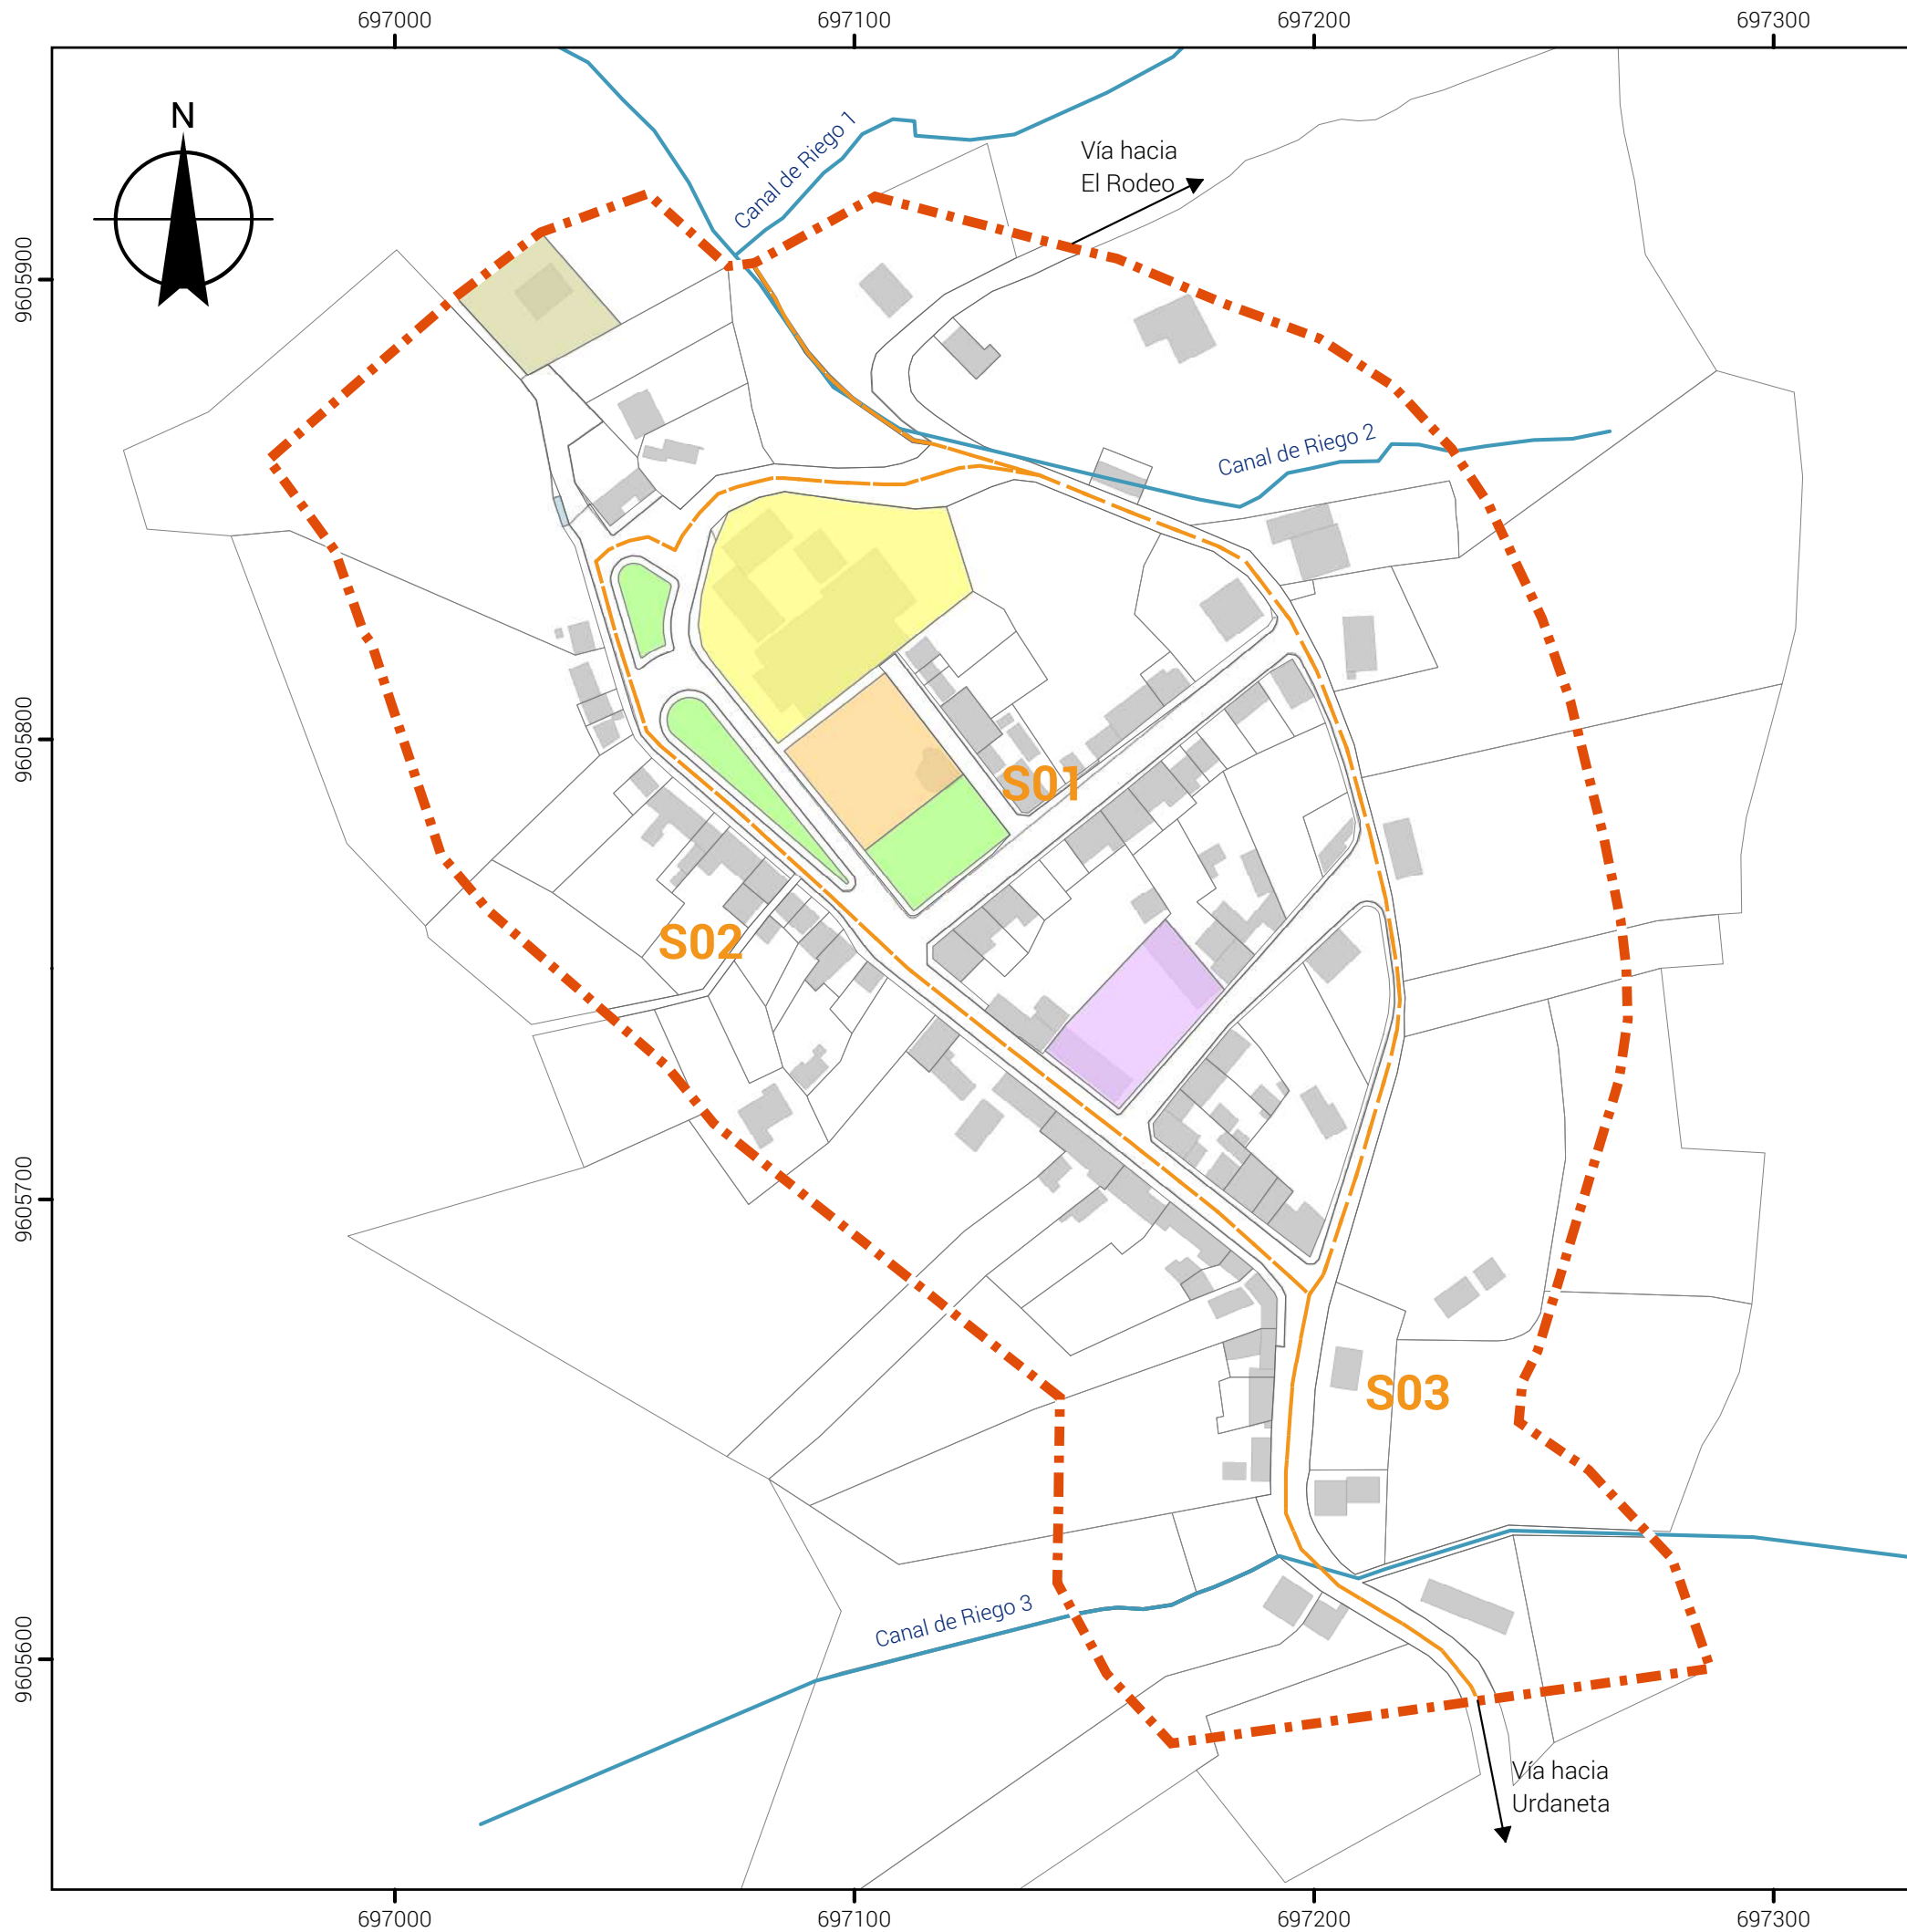 697000
697100
697200
697300
N
Canal de Riego 1
Vía hacia
El Rodeo
9605900
Canal de Riego 2
9605800
S01
S02
9605700
S03
Canal de Riego 3
9605600
Vía hacia
Urdaneta
697000
697100
697200
697300